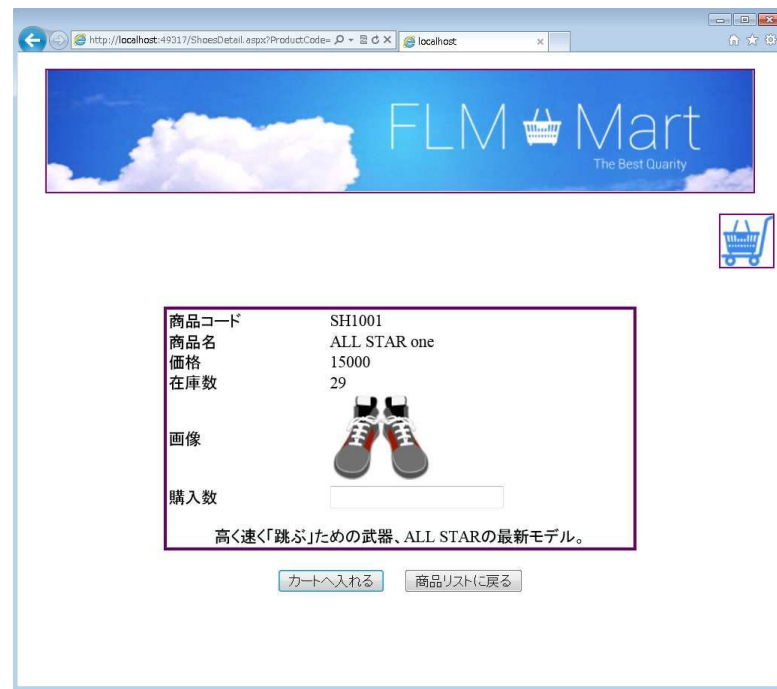 http://localhost:49317/ShoesDetail.aspx?ProductCode=
localhost
FLM Mart
The Best Quarity
商品コード SH1001
商品名 ALL STAR one
価格 15000
在庫数 29
画像
購入数
高く速く「跳ぶ」ための武器、ALL STARの最新モデル。
カートへ入れる 商品リストに戻る